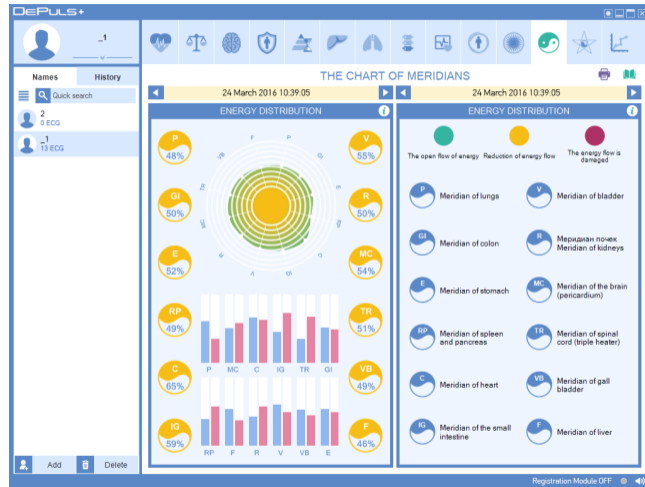 DePuls+
_1
Names
History
Quick search
2
0 ECG
_1
13 ECG
Add
Delete
THE CHART OF MERIDIANS
24 March 2016 10:39:05
ENERGY DISTRIBUTION
P
48%
GI
50%
E
52%
RP
49%
C
65%
IG
59%
V
55%
R
50%
MC
54%
TR
51%
VB
49%
F
46%
F
P
VB
GI
TR
E
MC
RP
R
C
V
IG
P MC C IG TR GI
RP F R V VB E
24 March 2016 10:39:05
ENERGY DISTRIBUTION
The open flow of energy
Reduction of energy flow
The energy flow is
damaged
P
Meridian of lungs
V
Meridian of bladder
GI
Meridian of colon
R
Меридиан почек
Meridian of kidneys
E
Meridian of stomach
MC
Meridian of the brain
(pericardium)
RP
Meridian of spleen
and pancreas
TR
Meridian of spinal
cord (triple heater)
C
Meridian of heart
VB
Meridian of gall
bladder
IG
Meridian of the small
intestine
F
Meridian of liver
Registration Module OFF